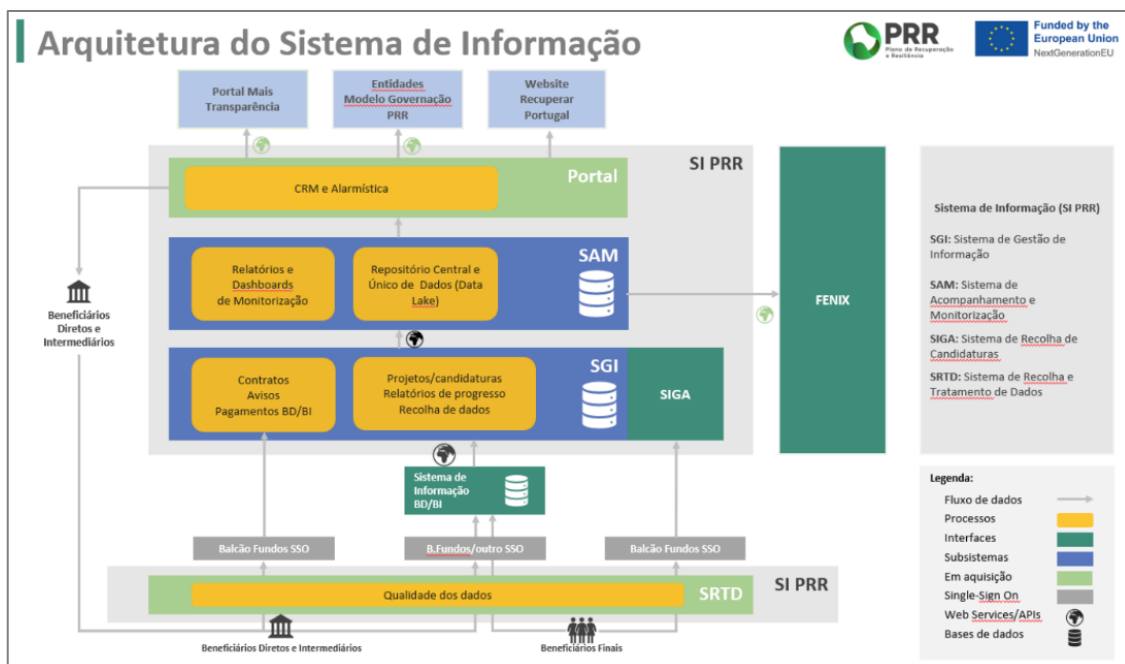 Arquitetura do Sistema de Informação
PRR
Plano de Recuperação
e Resiliência
Funded by the
European Union
NextGenerationEU
Portal Mais
Transparência
Entidades
Modelo Governação
PRR
Website
Recuperar
Portugal
SI PRR
Portal
CRM e Alarmística
SAM
Relatórios e
Dashboards
de Monitorização
Repositório Central e
Único de Dados (Data
Lake)
SGI
Contratos
Avisos
Pagamentos BD/BI
Projetos/candidaturas
Relatórios de progresso
Recolha de dados
SIGA
FENIX
Beneficiários
Diretos e
Intermediários
Sistema de
Informação
BD/BI
Balcão Fundos SSO
B.Fundos/outro SSO
Balcão Fundos SSO
SI PRR
Qualidade dos dados
SRTD
Beneficiários Diretos e Intermediários
Beneficiários Finais
Sistema de Informação (SI PRR)
SGI: Sistema de Gestão de
Informação
SAM: Sistema de
Acompanhamento e
Monitorização
SIGA: Sistema de Recolha de
Candidaturas
SRTD: Sistema de Recolha e
Tratamento de Dados
Legenda:
Fluxo de dados
Processos
Interfaces
Subsistemas
Em aquisição
Single-Sign On
Web Services/APIs
Bases de dados